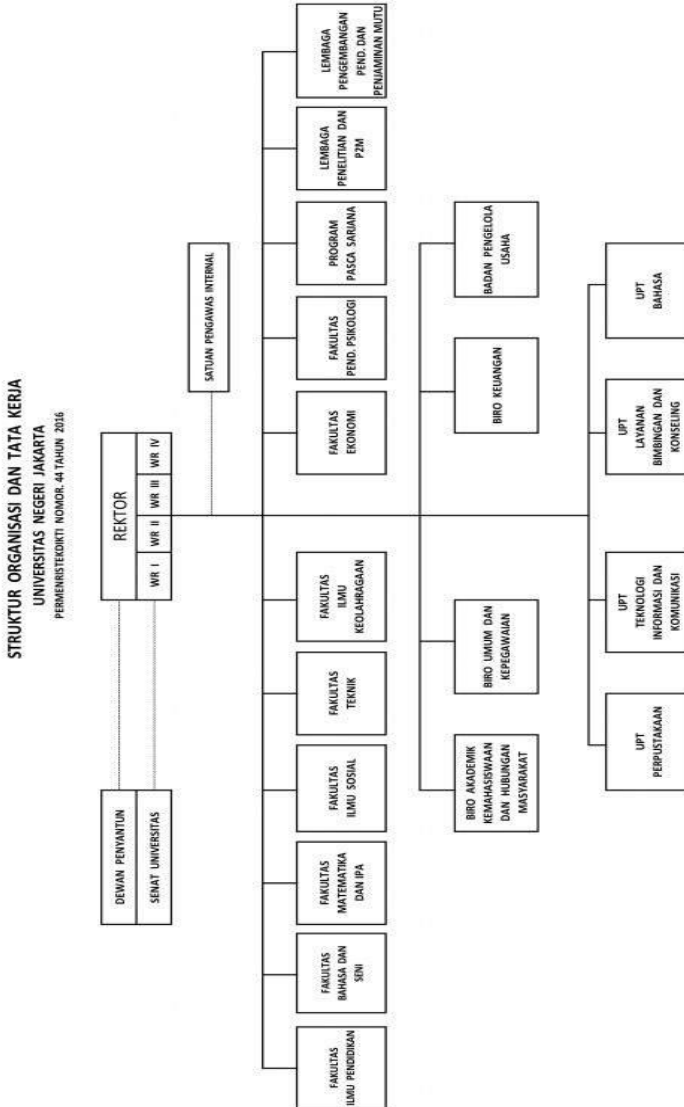 STRUKTUR ORGANISASI DAN TATA KERJA
UNIVERSITAS NEGERI JAKARTA
PERMENRISTEKDIKTI NOMOR. 44 TAHUN 2016
DEWAN PENYANTUN
SENAT UNIVERSITAS
REKTOR
WR I
WR II
WR III
WR IV
SATUAN PENGAWAS INTERNAL
FAKULTAS
ILMU PENDIDIKAN
FAKULTAS
BAHASA DAN
SENI
FAKULTAS
MATEMATIKA
DAN IPA
FAKULTAS
ILMU SOSIAL
FAKULTAS
TEKNIK
FAKULTAS
ILMU
KEOLAHRAGAAN
FAKULTAS
EKONOMI
FAKULTAS
PEND. PSIKOLOGI
PROGRAM
PASCA SARJANA
LEMBAGA
PENELITIAN DAN
P2M
LEMBAGA
PENGEMBANGAN
PEND. DAN
PENJAMINAN MUTU
BIRO AKADEMIK
KEMAHASISWAAN
DAN HUBUNGAN
MASYARAKAT
BIRO UMUM DAN
KEPEGAWAIAN
BIRO KEUANGAN
BADAN PENGELOLA
USAHA
UPT
PERPUSTAKAAN
UPT
TEKNOLOGI
INFORMASI DAN
KOMUNIKASI
UPT
LAYANAN
BIMBINGAN DAN
KONSELING
UPT
BAHASA